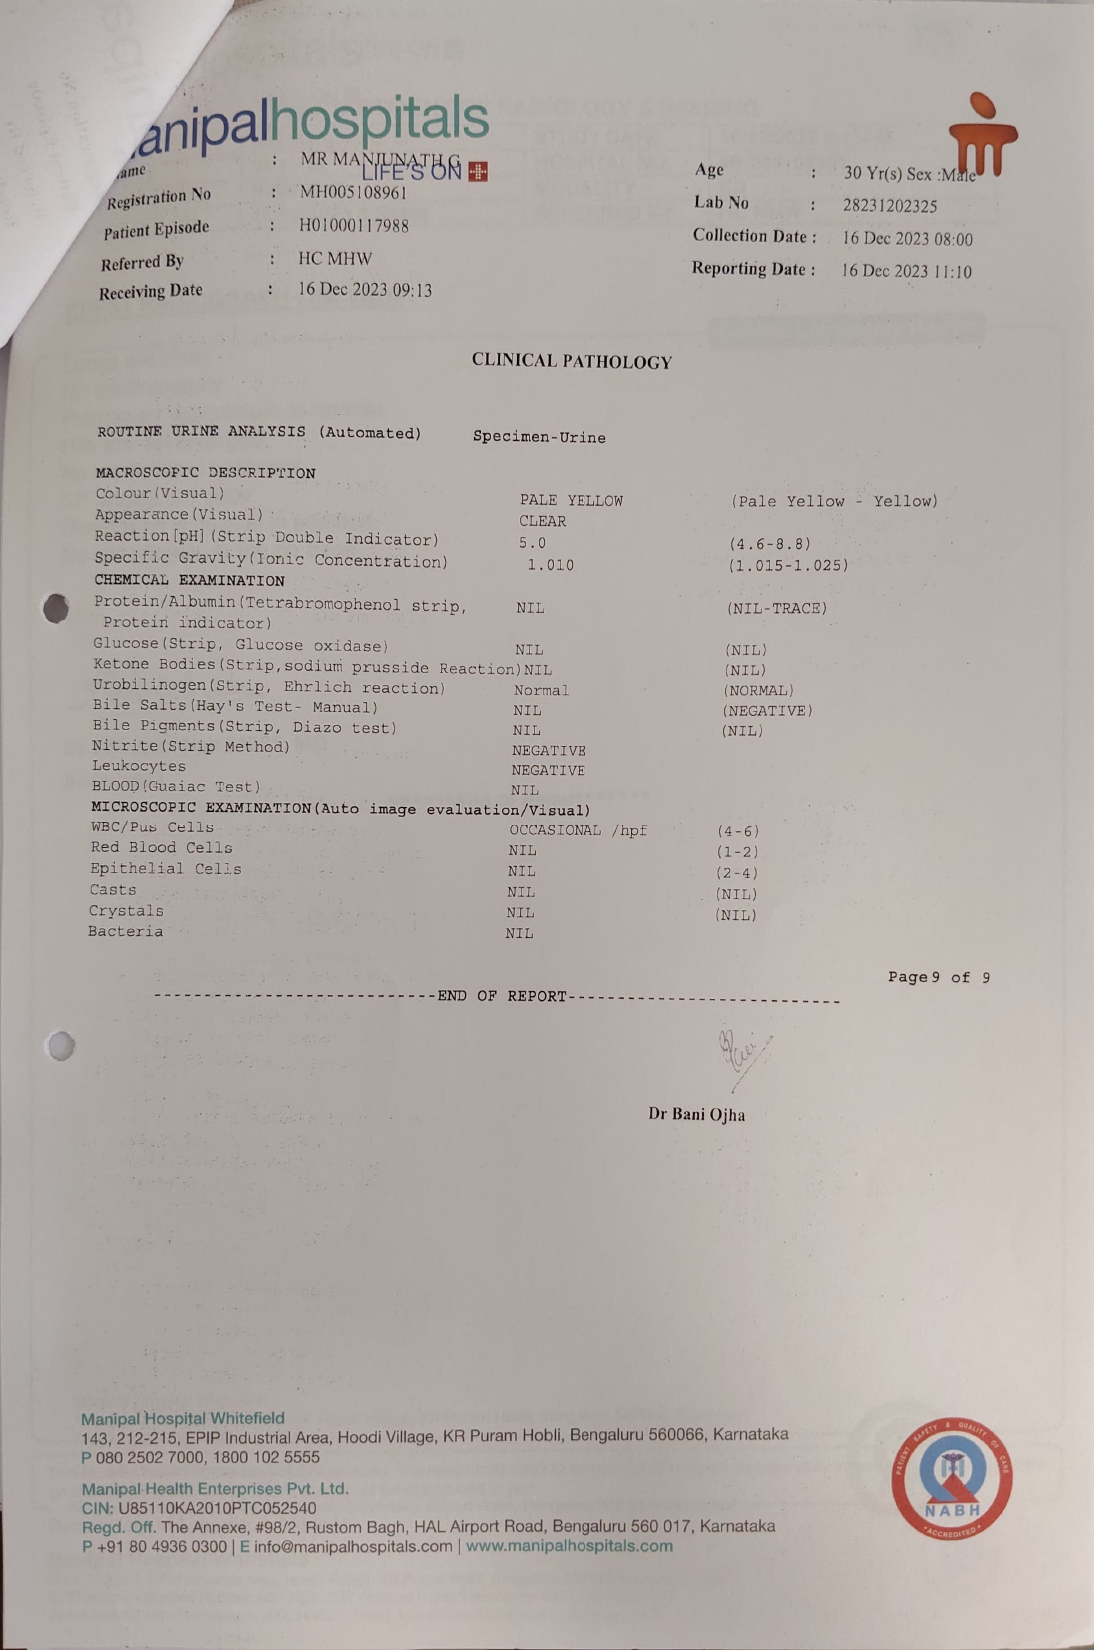 anipalhospitals
LIFE'S ON
ame : MR MANJUNATH G
Registration No : MH005108961
Patient Episode : H01000117988
Referred By : HC MHW
Receiving Date : 16 Dec 2023 09:13
Age : 30 Yr(s) Sex :Male
Lab No : 28231202325
Collection Date : 16 Dec 2023 08:00
Reporting Date : 16 Dec 2023 11:10
CLINICAL PATHOLOGY
ROUTINE URINE ANALYSIS (Automated) Specimen-Urine
MACROSCOPIC DESCRIPTION
Colour(Visual) PALE YELLOW (Pale Yellow - Yellow)
Appearance(Visual) CLEAR
Reaction[pH](Strip Double Indicator) 5.0 (4.6-8.8)
Specific Gravity(Ionic Concentration) 1.010 (1.015-1.025)
CHEMICAL EXAMINATION
Protein/Albumin(Tetrabromophenol strip, NIL (NIL-TRACE)
Protein indicator)
Glucose(Strip, Glucose oxidase) NIL (NIL)
Ketone Bodies(Strip,sodium prusside Reaction)NIL (NIL)
Urobilinogen(Strip, Ehrlich reaction) Normal (NORMAL)
Bile Salts(Hay's Test- Manual) NIL (NEGATIVE)
Bile Pigments(Strip, Diazo test) NIL (NIL)
Nitrite(Strip Method) NEGATIVE
Leukocytes NEGATIVE
BLOOD(Guaiac Test) NIL
MICROSCOPIC EXAMINATION(Auto image evaluation/Visual)
WBC/Pus Cells OCCASIONAL /hpf (4-6)
Red Blood Cells NIL (1-2)
Epithelial Cells NIL (2-4)
Casts NIL (NIL)
Crystals NIL (NIL)
Bacteria NIL
Page 9 of 9
----------------------------END OF REPORT---------------------------
Dr Bani Ojha
Manipal Hospital Whitefield
143, 212-215, EPIP Industrial Area, Hoodi Village, KR Puram Hobli, Bengaluru 560066, Karnataka
P 080 2502 7000, 1800 102 5555
Manipal Health Enterprises Pvt. Ltd.
CIN: U85110KA2010PTC052540
Regd. Off. The Annexe, #98/2, Rustom Bagh, HAL Airport Road, Bengaluru 560 017, Karnataka
P +91 80 4936 0300 | E info@manipalhospitals.com | www.manipalhospitals.com
PATIENT SAFETY & QUALITY OF CARE
NABH
• ACCREDITED •